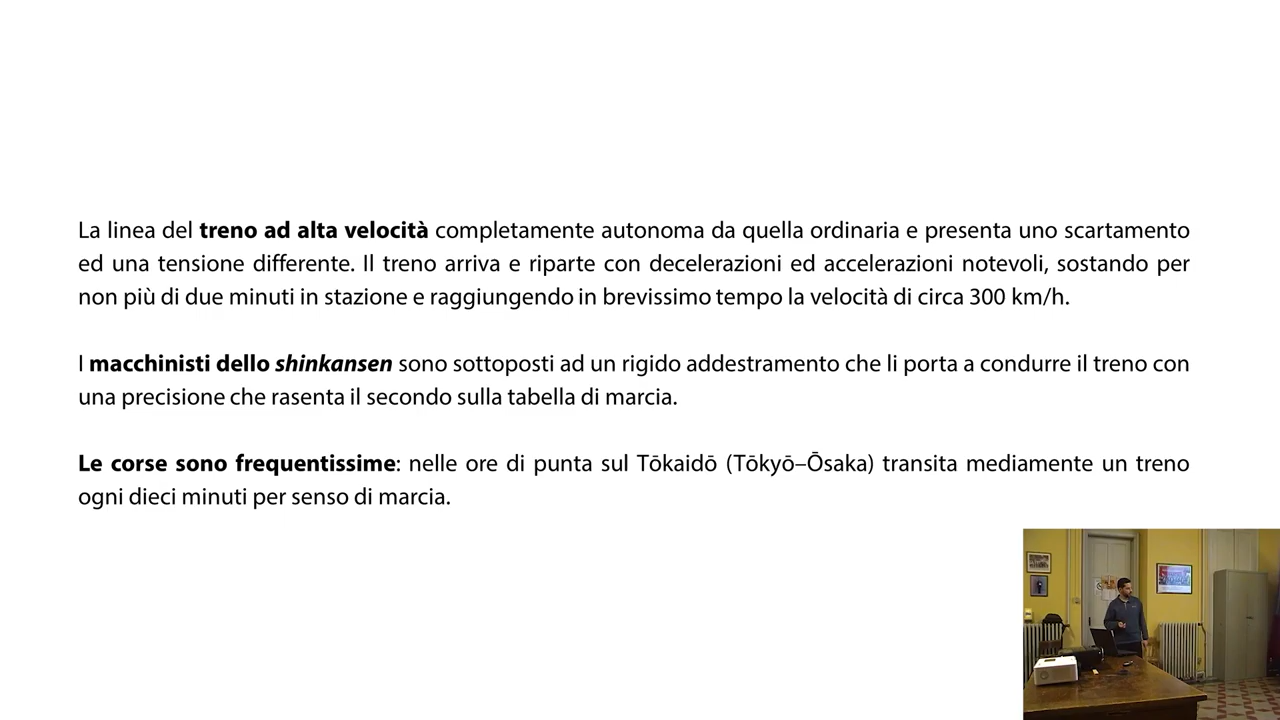 La linea del treno ad alta velocità completamente autonoma da quella ordinaria e presenta uno scartamento
ed una tensione differente. Il treno arriva e riparte con decelerazioni ed accelerazioni notevoli, sostando per
non più di due minuti in stazione e raggiungendo in brevissimo tempo la velocità di circa 300 km/h.
I macchinisti dello shinkansen sono sottoposti ad un rigido addestramento che li porta a condurre il treno con
una precisione che rasenta il secondo sulla tabella di marcia.
Le corse sono frequentissime: nelle ore di punta sul Tōkaidō (Tōkyō–Ōsaka) transita mediamente un treno
ogni dieci minuti per senso di marcia.